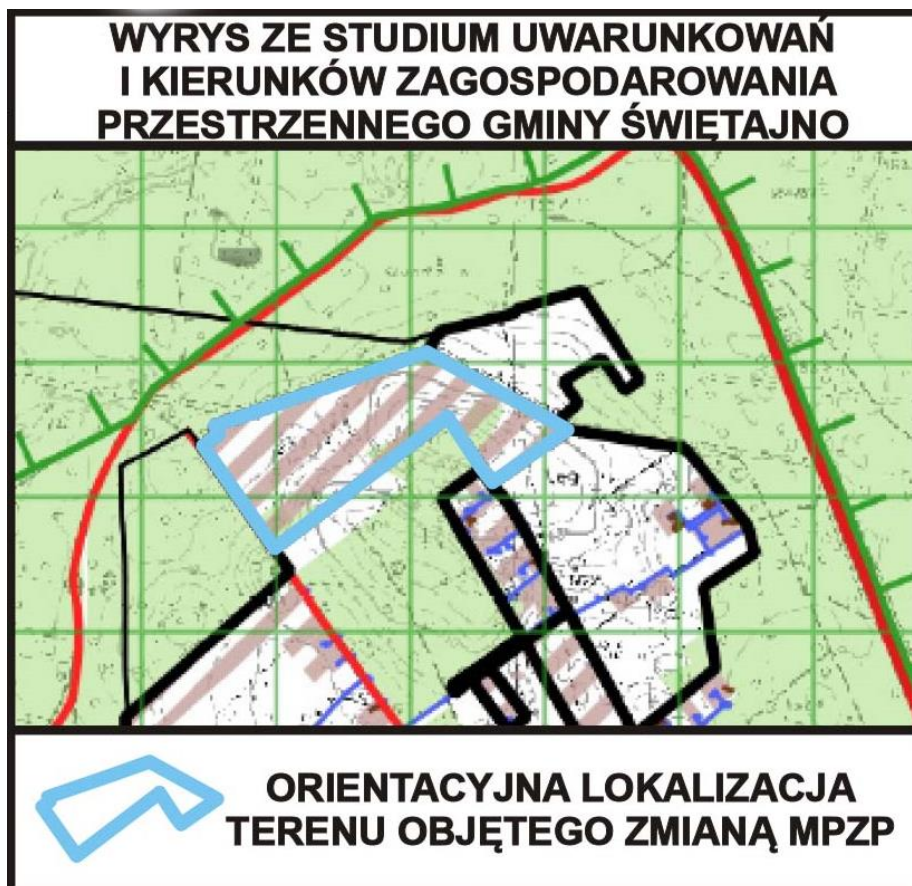 WYRYS ZE STUDIUM UWARUNKOWAŃ
I KIERUNKÓW ZAGOSPODAROWANIA
PRZESTRZENNEGO GMINY ŚWIĘTAJNO
ORIENTACYJNA LOKALIZACJA
TERENU OBJĘTEGO ZMIANĄ MPZP